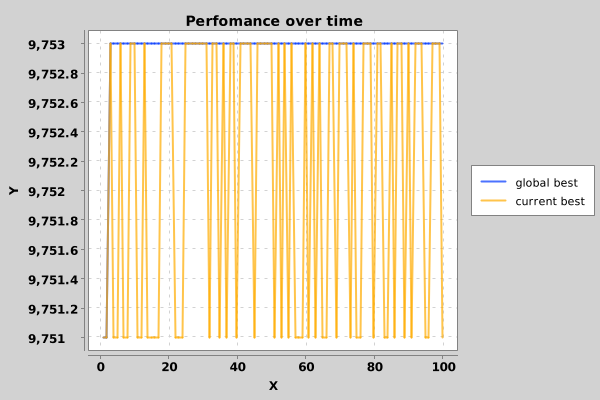 Perfomance over time
9,753
9,752.8
9,752.6
9,752.4
9,752.2
9,752
9,751.8
9,751.6
9,751.4
9,751.2
9,751
Y
0 20 40 60 80 100
X
global best
current best